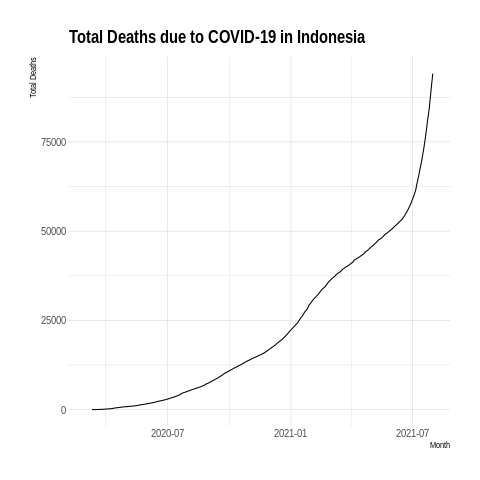 Total Deaths due to COVID-19 in Indonesia
Total Deaths
75000
50000
25000
0
2020-07
2021-01
2021-07
Month